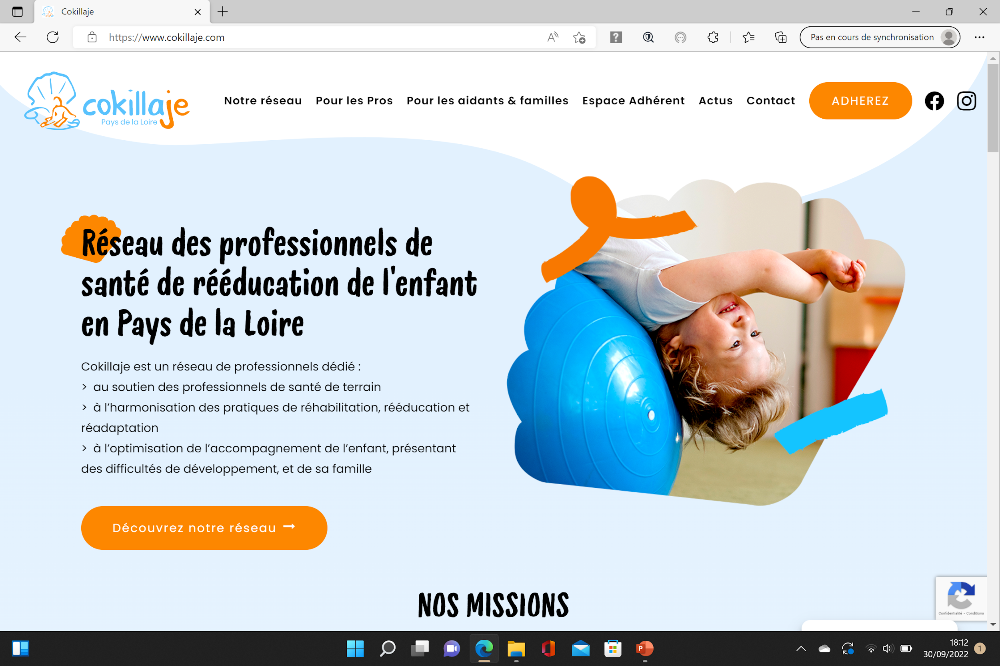 Cokillaje
https://www.cokillaje.com
Pas en cours de synchronisation
cokillaje
Pays de la Loire
Notre réseau Pour les Pros Pour les aidants & familles Espace Adhérent Actus Contact ADHEREZ
Réseau des professionnels de
santé de rééducation de l'enfant
en Pays de la Loire
Cokillaje est un réseau de professionnels dédié :
> au soutien des professionnels de santé de terrain
> à l’harmonisation des pratiques de réhabilitation, rééducation et
réadaptation
> à l’optimisation de l’accompagnement de l’enfant, présentant
des difficultés de développement, et de sa famille
Découvrez notre réseau
NOS MISSIONS
Confidentialité - Conditions
18:12
30/09/2022
1